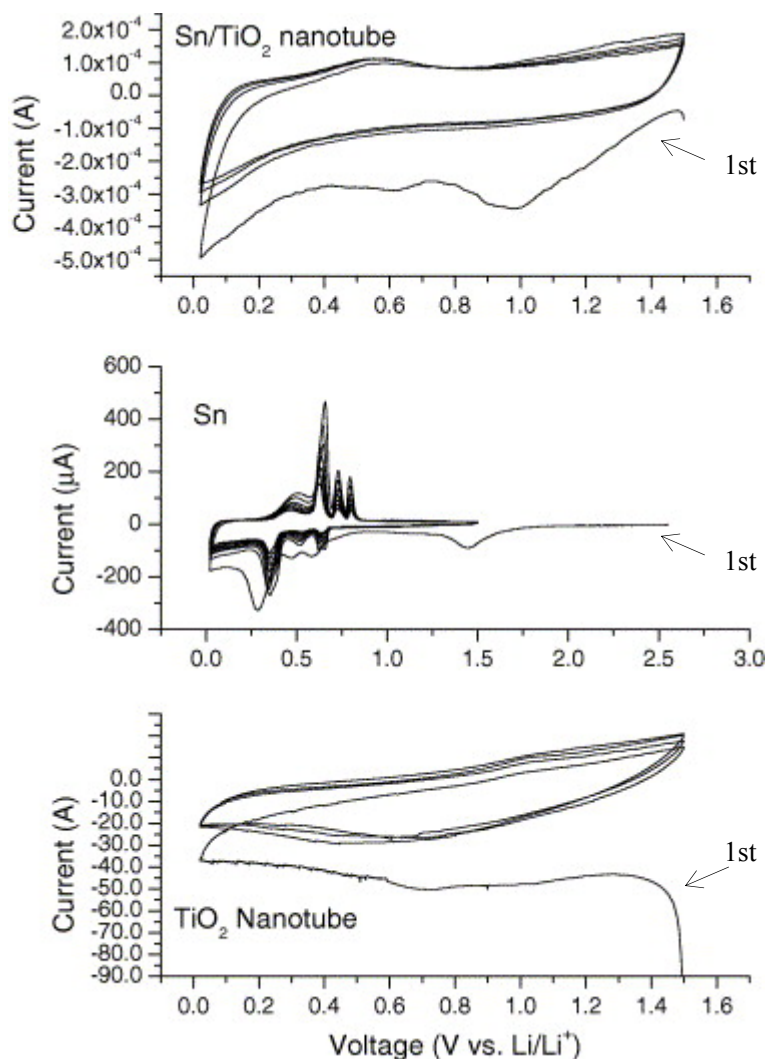 Sn/TiO₂ nanotube
Current (A)
2.0x10⁻⁴
1.0x10⁻⁴
0.0
-1.0x10⁻⁴
-2.0x10⁻⁴
-3.0x10⁻⁴
-4.0x10⁻⁴
-5.0x10⁻⁴
1st
0.0 0.2 0.4 0.6 0.8 1.0 1.2 1.4 1.6
Sn
Current (μA)
600
400
200
0
-200
-400
1st
0.0 0.5 1.0 1.5 2.0 2.5 3.0
Current (A)
0.0
-10.0
-20.0
-30.0
-40.0
-50.0
-60.0
-70.0
-80.0
-90.0
1st
TiO₂ Nanotube
0.0 0.2 0.4 0.6 0.8 1.0 1.2 1.4 1.6
Voltage (V vs. Li/Li⁺)